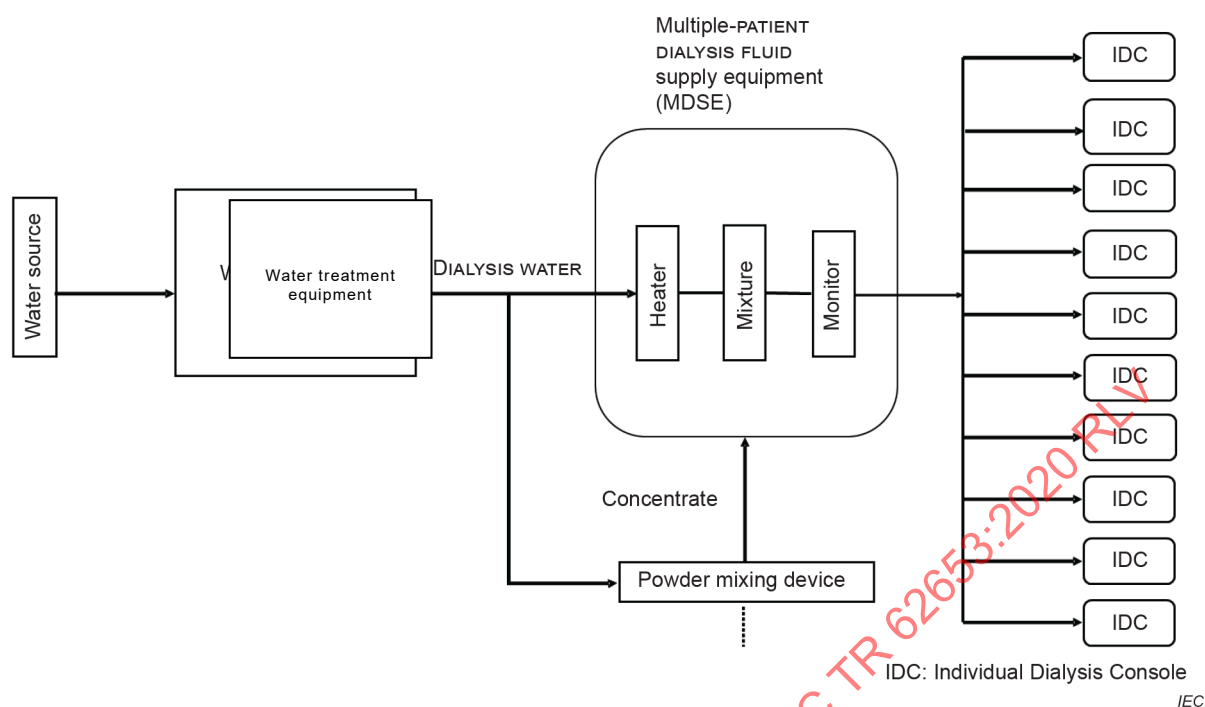 Multiple-PATIENT
DIALYSIS FLUID
supply equipment
(MDSE)
Water source
W
Water treatment
equipment
DIALYSIS WATER
Heater
Mixture
Monitor
Concentrate
Powder mixing device
IDC
IDC
IDC
IDC
IDC
IDC
IDC
IDC
IDC
IDC
IDC: Individual Dialysis Console
IEC
C TR 62653:2020 RLV